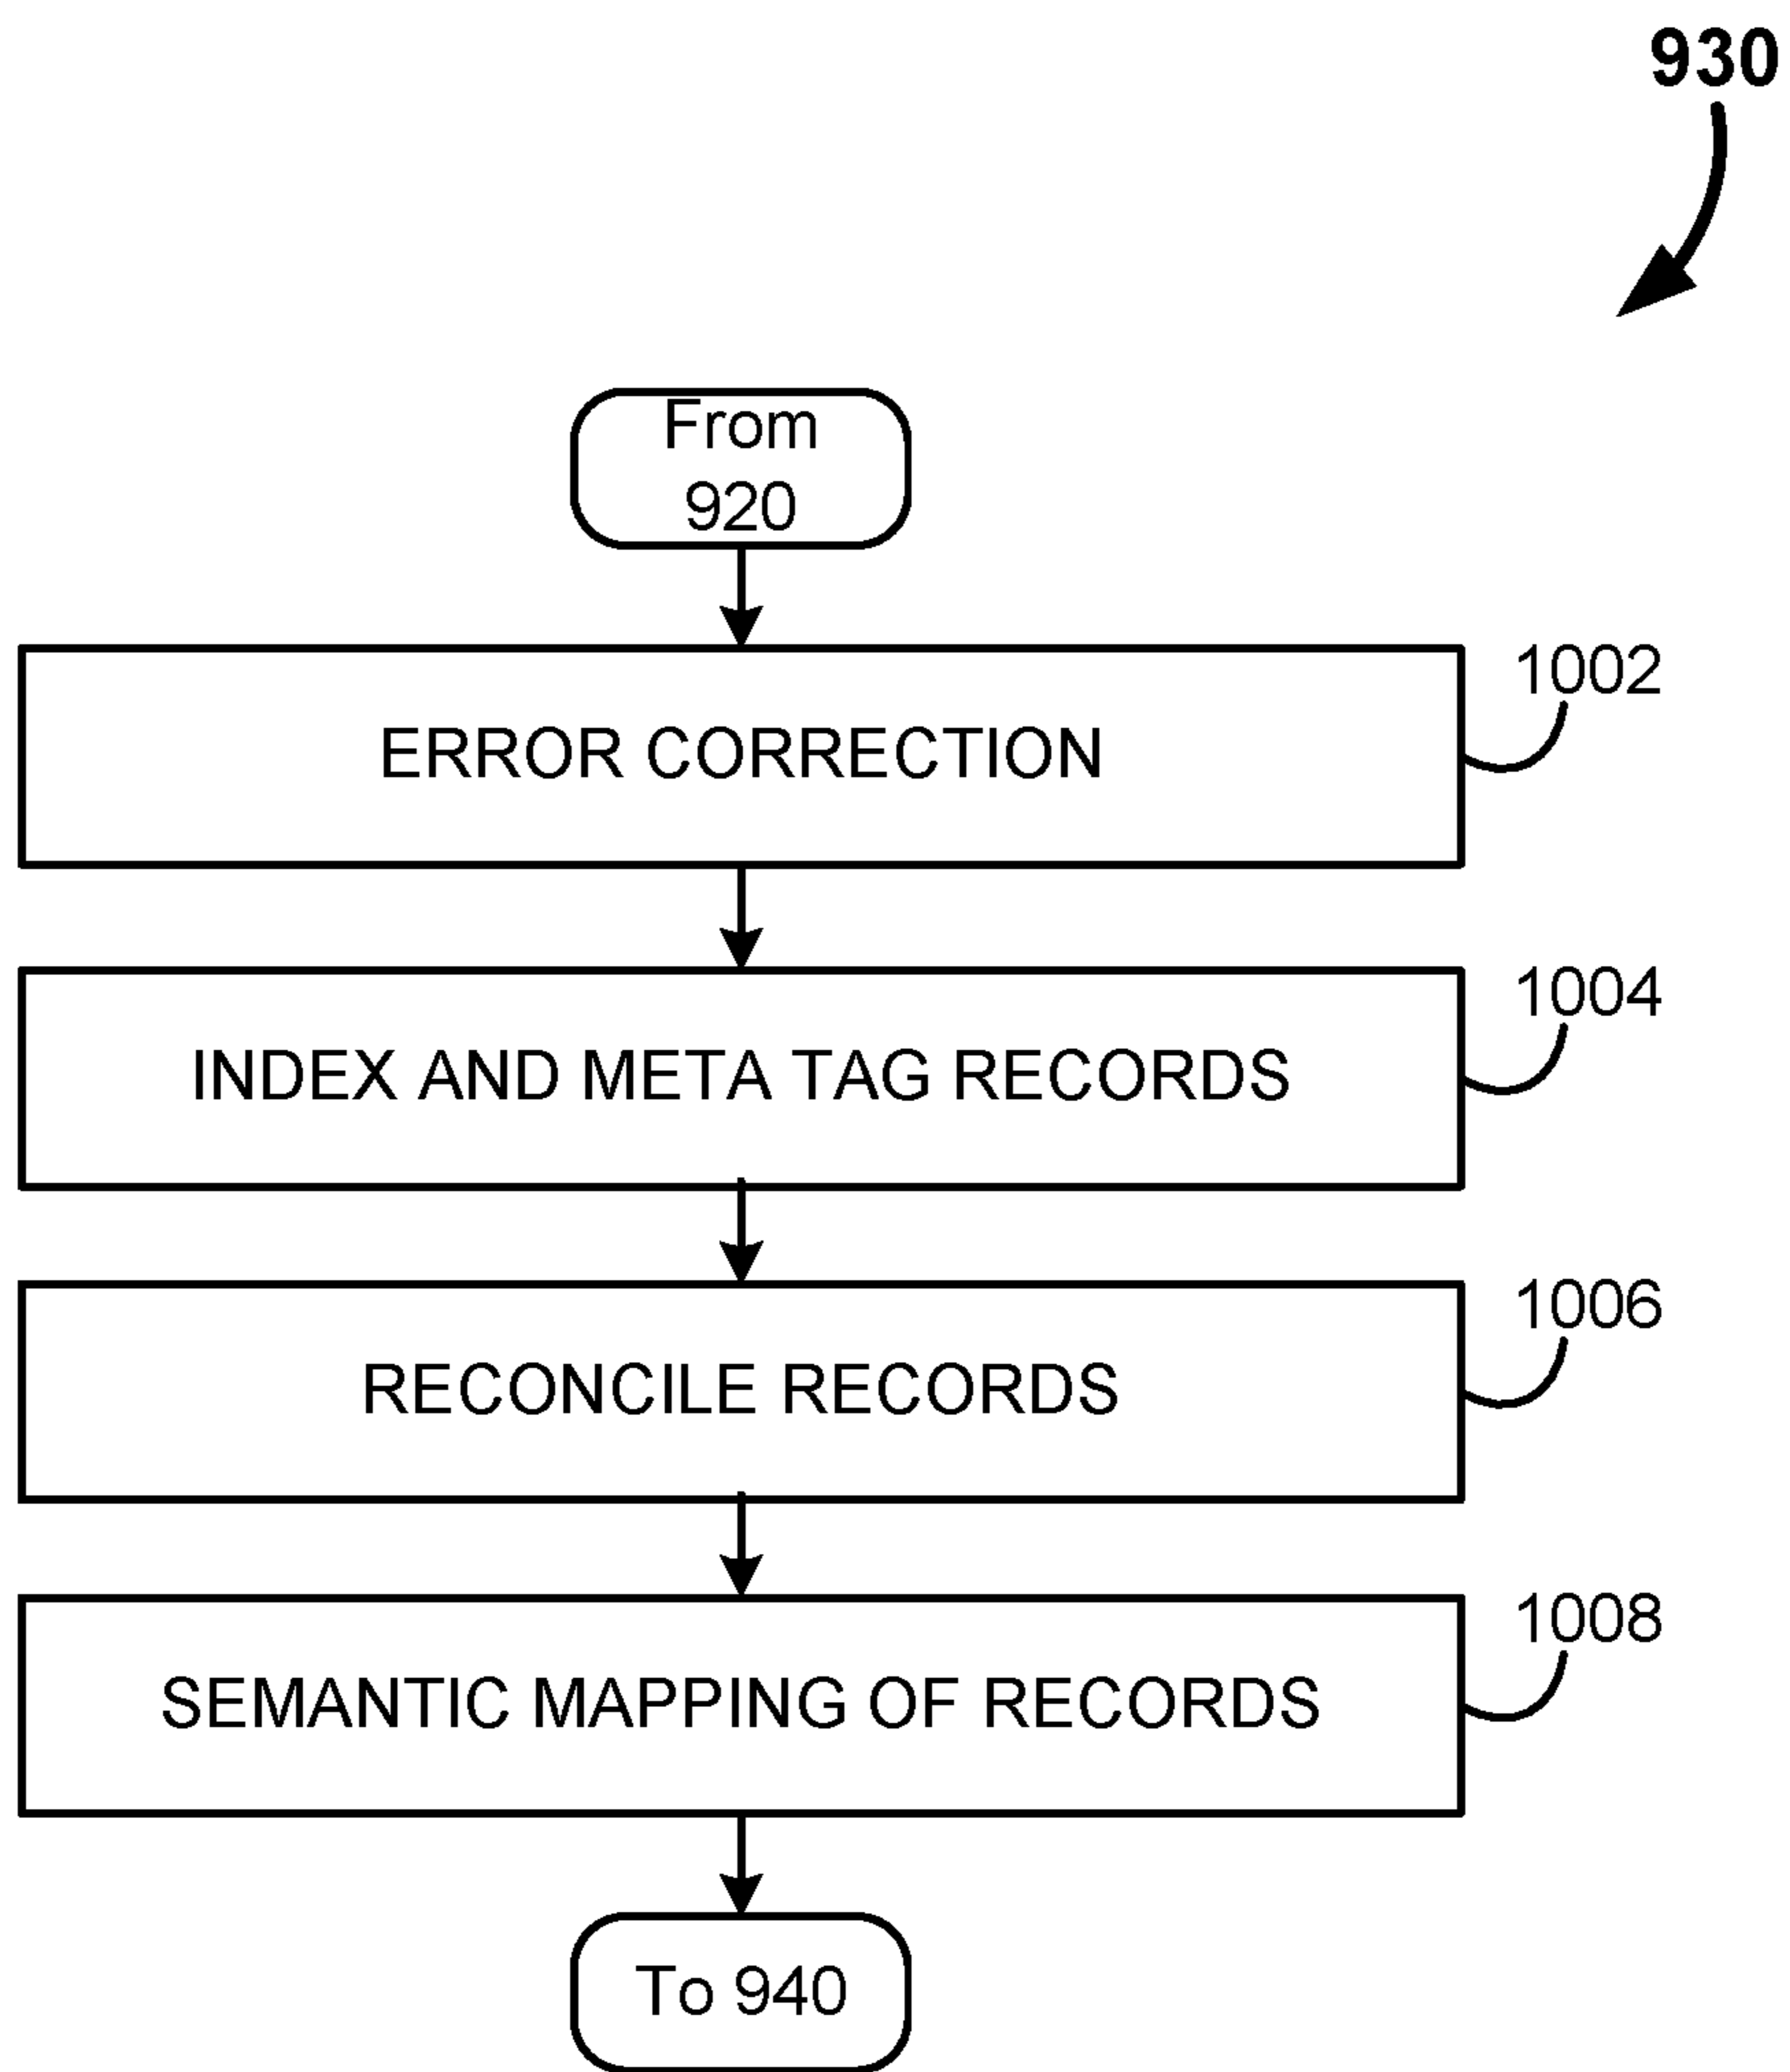 930
From
920
1002
ERROR CORRECTION
1004
INDEX AND META TAG RECORDS
1006
RECONCILE RECORDS
1008
SEMANTIC MAPPING OF RECORDS
To 940